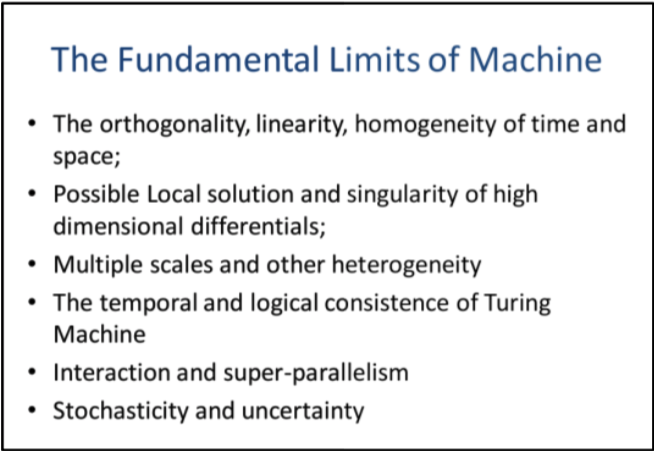 The Fundamental Limits of Machine
• The orthogonality, linearity, homogeneity of time and
space;
• Possible Local solution and singularity of high
dimensional differentials;
• Multiple scales and other heterogeneity
• The temporal and logical consistence of Turing
Machine
• Interaction and super-parallelism
• Stochasticity and uncertainty